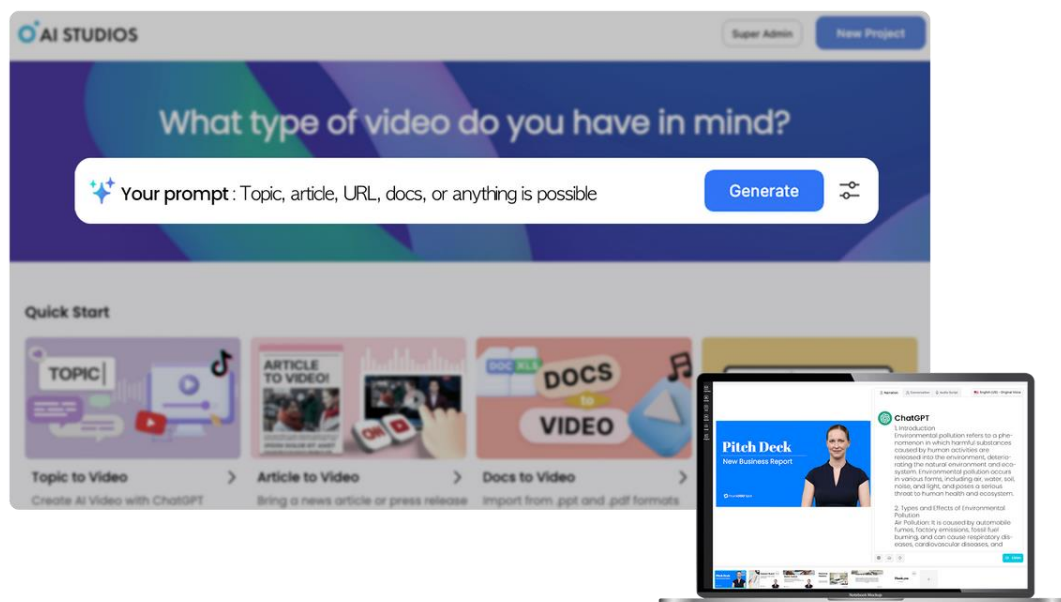 AI STUDIOS
Super Admin
New Project
What type of video do you have in mind?
Your prompt : Topic, article, URL, docs, or anything is possible
Generate
Quick Start
TOPIC
ARTICLE
TO VIDEO!
OR
DOC XLS
DOCS
to
VIDEO
Topic to Video
Create AI Video with ChatGPT
Article to Video
Bring a news article or press release
Docs to Video
Import from .ppt and .pdf formats
Pitch Deck
New Business Report
ChatGPT
1. Introduction
Environmental pollution refers to a phe-
nomenon in which harmful substances
caused by human activities are
released into the environment, deterio-
rating the natural environment and eco-
system. Environmental pollution occurs
in various forms, including air, water, soil,
noise, and light, and poses a serious
threat to human health and ecosystem.
2. Types and Effects of Environmental
Pollution
Air Pollution: It is caused by automobile
fumes, factory emissions, fossil fuel
burning, and can cause respiratory dis-
eases, cardiovascular diseases, and
Notebook Mockup